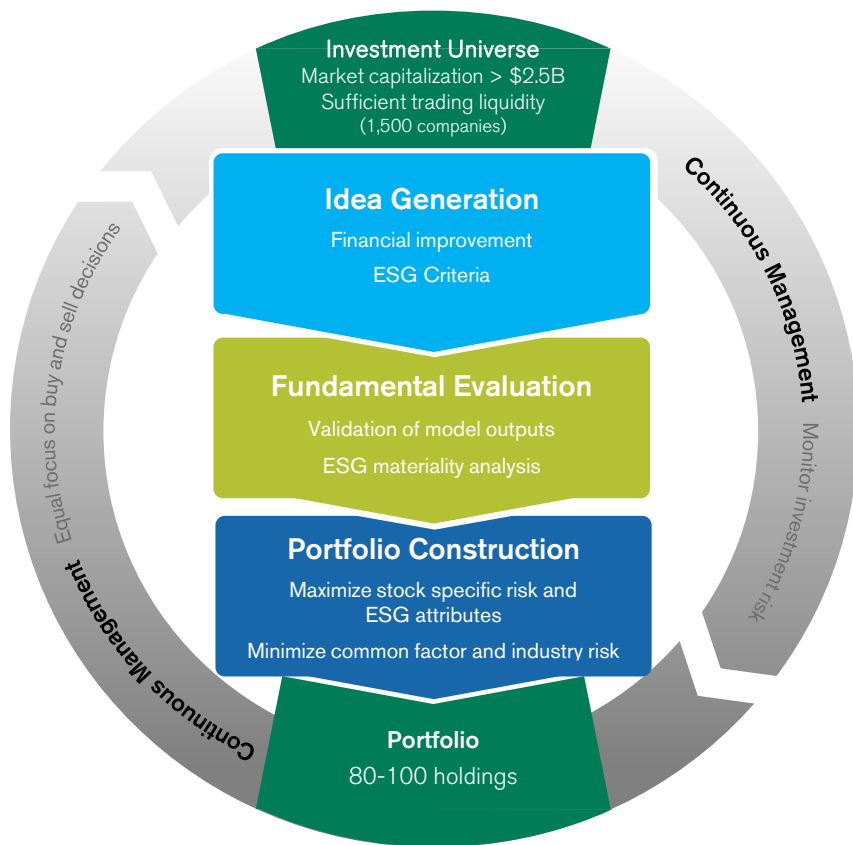 Investment Universe
Market capitalization > $2.5B
Sufficient trading liquidity
(1,500 companies)
Idea Generation
Financial improvement
ESG Criteria
Fundamental Evaluation
Validation of model outputs
ESG materiality analysis
Portfolio Construction
Maximize stock specific risk and
ESG attributes
Minimize common factor and industry risk
Portfolio
80-100 holdings
Continuous Management Monitor investment risk
Continuous Management Equal focus on buy and sell decisions